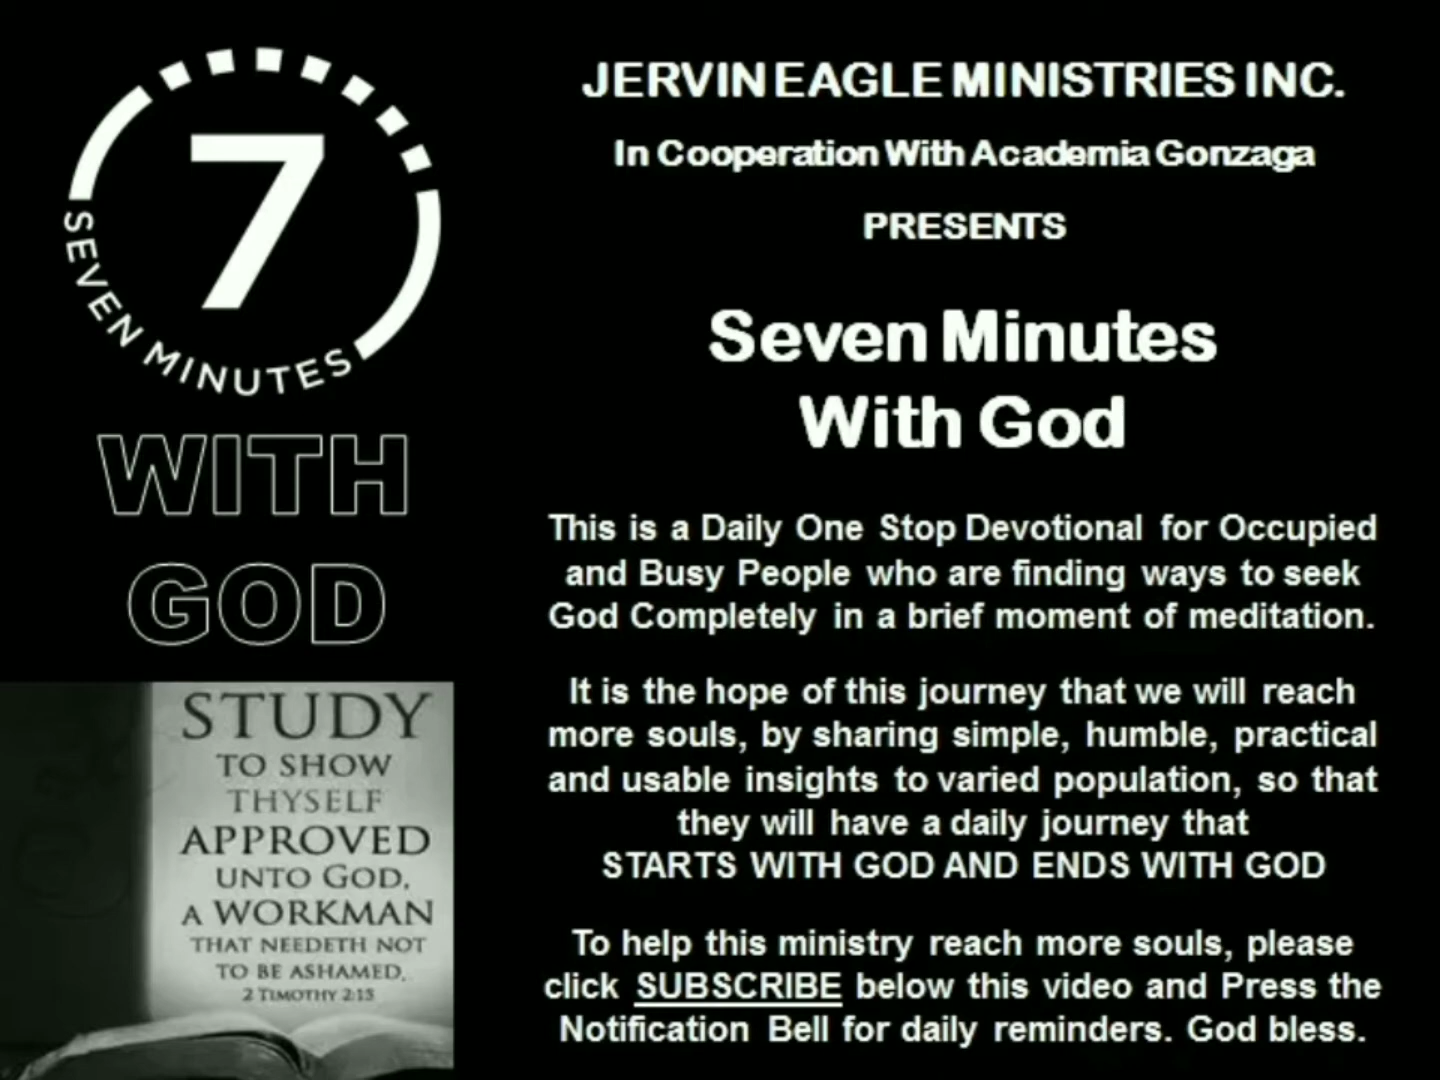 7
SEVEN MINUTES
WITH
GOD
STUDY
TO SHOW
THYSELF
APPROVED
UNTO GOD,
A WORKMAN
THAT NEEDETH NOT
TO BE ASHAMED,
2 TIMOTHY 2:15
JERVIN EAGLE MINISTRIES INC.
In Cooperation With Academia Gonzaga
PRESENTS
Seven Minutes
With God
This is a Daily One Stop Devotional for Occupied
and Busy People who are finding ways to seek
God Completely in a brief moment of meditation.
It is the hope of this journey that we will reach
more souls, by sharing simple, humble, practical
and usable insights to varied population, so that
they will have a daily journey that
STARTS WITH GOD AND ENDS WITH GOD
To help this ministry reach more souls, please
click SUBSCRIBE below this video and Press the
Notification Bell for daily reminders. God bless.